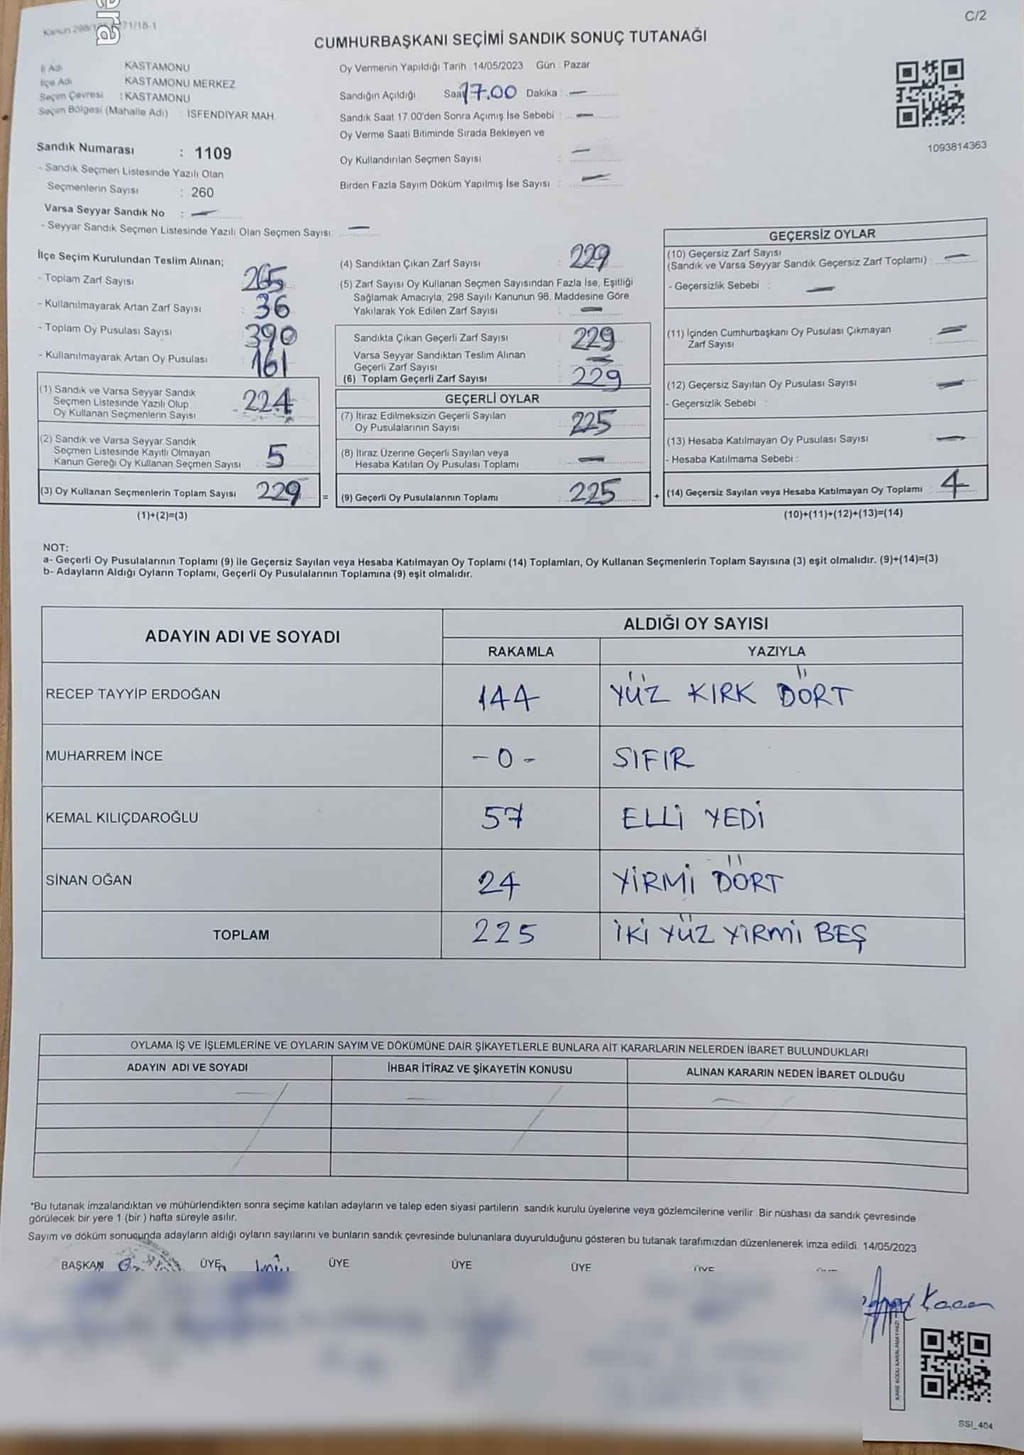 C/2
CUMHURBAŞKANI SEÇİMİ SANDIK SONUÇ TUTANAĞI
İl Adı KASTAMONU
İlçe Adı KASTAMONU MERKEZ
Seçim Çevresi : KASTAMONU
Seçim Bölgesi (Mahalle Adı) : İSFENDİYAR MAH.
Sandık Numarası : 1109
- Sandık Seçmen Listesinde Yazılı Olan
Seçmenlerin Sayısı : 260
Varsa Seyyar Sandık No : —
- Seyyar Sandık Seçmen Listesinde Yazılı Olan Seçmen Sayısı: —
Oy Vermenin Yapıldığı Tarih : 14/05/2023 Gün : Pazar
Sandığın Açıldığı Saat 17.00 Dakika : —
Sandık Saat 17.00'den Sonra Açımış İse Sebebi : —
Oy Verme Saati Bitiminde Sırada Bekleyen ve
Oy Kullandırılan Seçmen Sayısı : —
Birden Fazla Sayım Döküm Yapılmış İse Sayısı : —
1093814363
İlçe Seçim Kurulundan Teslim Alınan;
- Toplam Zarf Sayısı : 265
- Kullanılmayarak Artan Zarf Sayısı : 36
- Toplam Oy Pusulası Sayısı : 390
- Kullanılmayarak Artan Oy Pusulası : 161
(1) Sandık ve Varsa Seyyar Sandık
Seçmen Listesinde Yazılı Olup
Oy Kullanan Seçmenlerin Sayısı : 224
(2) Sandık ve Varsa Seyyar Sandık
Seçmen Listesinde Kayıtlı Olmayan
Kanun Gereği Oy Kullanan Seçmen Sayısı 5
(3) Oy Kullanan Seçmenlerin Toplam Sayısı 229 =
(1)+(2)=(3)
(4) Sandıktan Çıkan Zarf Sayısı : 229
(5) Zarf Sayısı Oy Kullanan Seçmen Sayısından Fazla İse, Eşitliği
Sağlamak Amacıyla, 298 Sayılı Kanunun 98. Maddesine Göre
Yakılarak Yok Edilen Zarf Sayısı : —
Sandıkta Çıkan Geçerli Zarf Sayısı : 229
Varsa Seyyar Sandıktan Teslim Alınan
Geçerli Zarf Sayısı : —
(6) Toplam Geçerli Zarf Sayısı : 229
GEÇERLİ OYLAR
(7) İtiraz Edilmeksizin Geçerli Sayılan
Oy Pusulalarının Sayısı : 225
(8) İtiraz Üzerine Geçerli Sayılan veya
Hesaba Katılan Oy Pusulası Toplamı : —
(9) Geçerli Oy Pusulalarının Toplamı : 225 +
GEÇERSİZ OYLAR
(10) Geçersiz Zarf Sayısı
(Sandık ve Varsa Seyyar Sandık Geçersiz Zarf Toplamı) : —
- Geçersizlik Sebebi : —
(11) İçinden Cumhurbaşkanı Oy Pusulası Çıkmayan
Zarf Sayısı : —
(12) Geçersiz Sayılan Oy Pusulası Sayısı : —
- Geçersizlik Sebebi :
(13) Hesaba Katılmayan Oy Pusulası Sayısı : —
- Hesaba Katılmama Sebebi :
(14) Geçersiz Sayılan veya Hesaba Katılmayan Oy Toplamı : 4
(10)+(11)+(12)+(13)=(14)
NOT:
a- Geçerli Oy Pusulalarının Toplamı (9) ile Geçersiz Sayılan veya Hesaba Katılmayan Oy Toplamı (14) Toplamları, Oy Kullanan Seçmenlerin Toplam Sayısına (3) eşit olmalıdır. (9)+(14)=(3)
b- Adayların Aldığı Oyların Toplamı, Geçerli Oy Pusulalarının Toplamına (9) eşit olmalıdır.
ADAYIN ADI VE SOYADI ALDIĞI OY SAYISI
RAKAMLA YAZIYLA
RECEP TAYYİP ERDOĞAN 144 YÜZ KIRK DÖRT
MUHARREM İNCE -0- SIFIR
KEMAL KILIÇDAROĞLU 57 ELLİ YEDİ
SİNAN OĞAN 24 YİRMİ DÖRT
TOPLAM 225 İKİ YÜZ YİRMİ BEŞ
OYLAMA İŞ VE İŞLEMLERİNE VE OYLARIN SAYIM VE DÖKÜMÜNE DAİR ŞİKAYETLERLE BUNLARA AİT KARARLARIN NELERDEN İBARET BULUNDUKLARI
ADAYIN ADI VE SOYADI İHBAR İTİRAZ VE ŞİKAYETİN KONUSU ALINAN KARARIN NEDEN İBARET OLDUĞU
*Bu tutanak imzalandıktan ve mühürlendikten sonra seçime katılan adayların ve talep eden siyasi partilerin sandık kurulu üyelerine veya gözlemcilerine verilir. Bir nüshası da sandık çevresinde
görülecek bir yere 1 (bir) hafta süreyle asılır.
Sayım ve döküm sonucunda adayların aldığı oyların sayılarını ve bunların sandık çevresinde bulunanlara duyurulduğunu gösteren bu tutanak tarafımızdan düzenlenerek imza edildi. 14/05/2023
BAŞKAN ÜYE ÜYE ÜYE ÜYE ÜYE
SSI_404